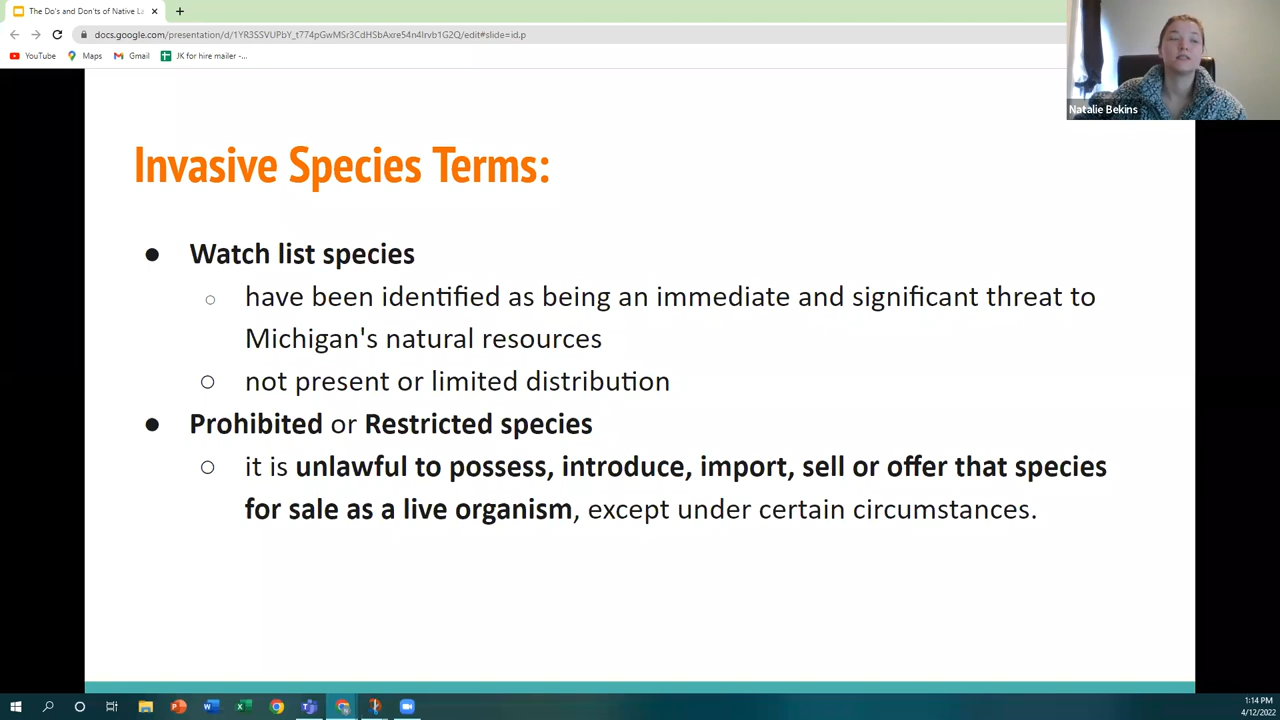 The Do's and Don'ts of Native La
docs.google.com/presentation/d/1YR3SSVUPbY_t774pGwMSr3CdHSbAxre54n4lrvb1G2Q/edit#slide=id.p
YouTube Maps Gmail JK for hire mailer -...
Natalie Bekins
Invasive Species Terms:
● Watch list species
○ have been identified as being an immediate and significant threat to
Michigan's natural resources
○ not present or limited distribution
● Prohibited or Restricted species
○ it is unlawful to possess, introduce, import, sell or offer that species
for sale as a live organism, except under certain circumstances.
1:14 PM
4/12/2022